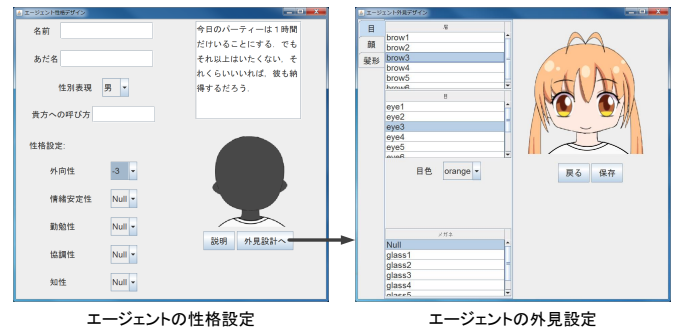 エージェント性格デザイン
名前
あだ名
性別表現 男
貴方への呼び方
性格設定:
外向性 -3
情緒安定性 Null
勤勉性 Null
協調性 Null
知性 Null
今日のパーティーは1時間
だけいることにする. でも
それ以上はいたくない. そ
れくらいいれば, 彼も納
得するだろう.
説明 外見設計へ
エージェントの性格設定
エージェント外見デザイン
目
顔
髪形
眉
brow1
brow2
brow3
brow4
brow5
brow6
目
eye1
eye2
eye3
eye4
eye5
eye6
目色 orange
メガネ
Null
glass1
glass2
glass3
glass4
glass5
戻る 保存
エージェントの外見設定